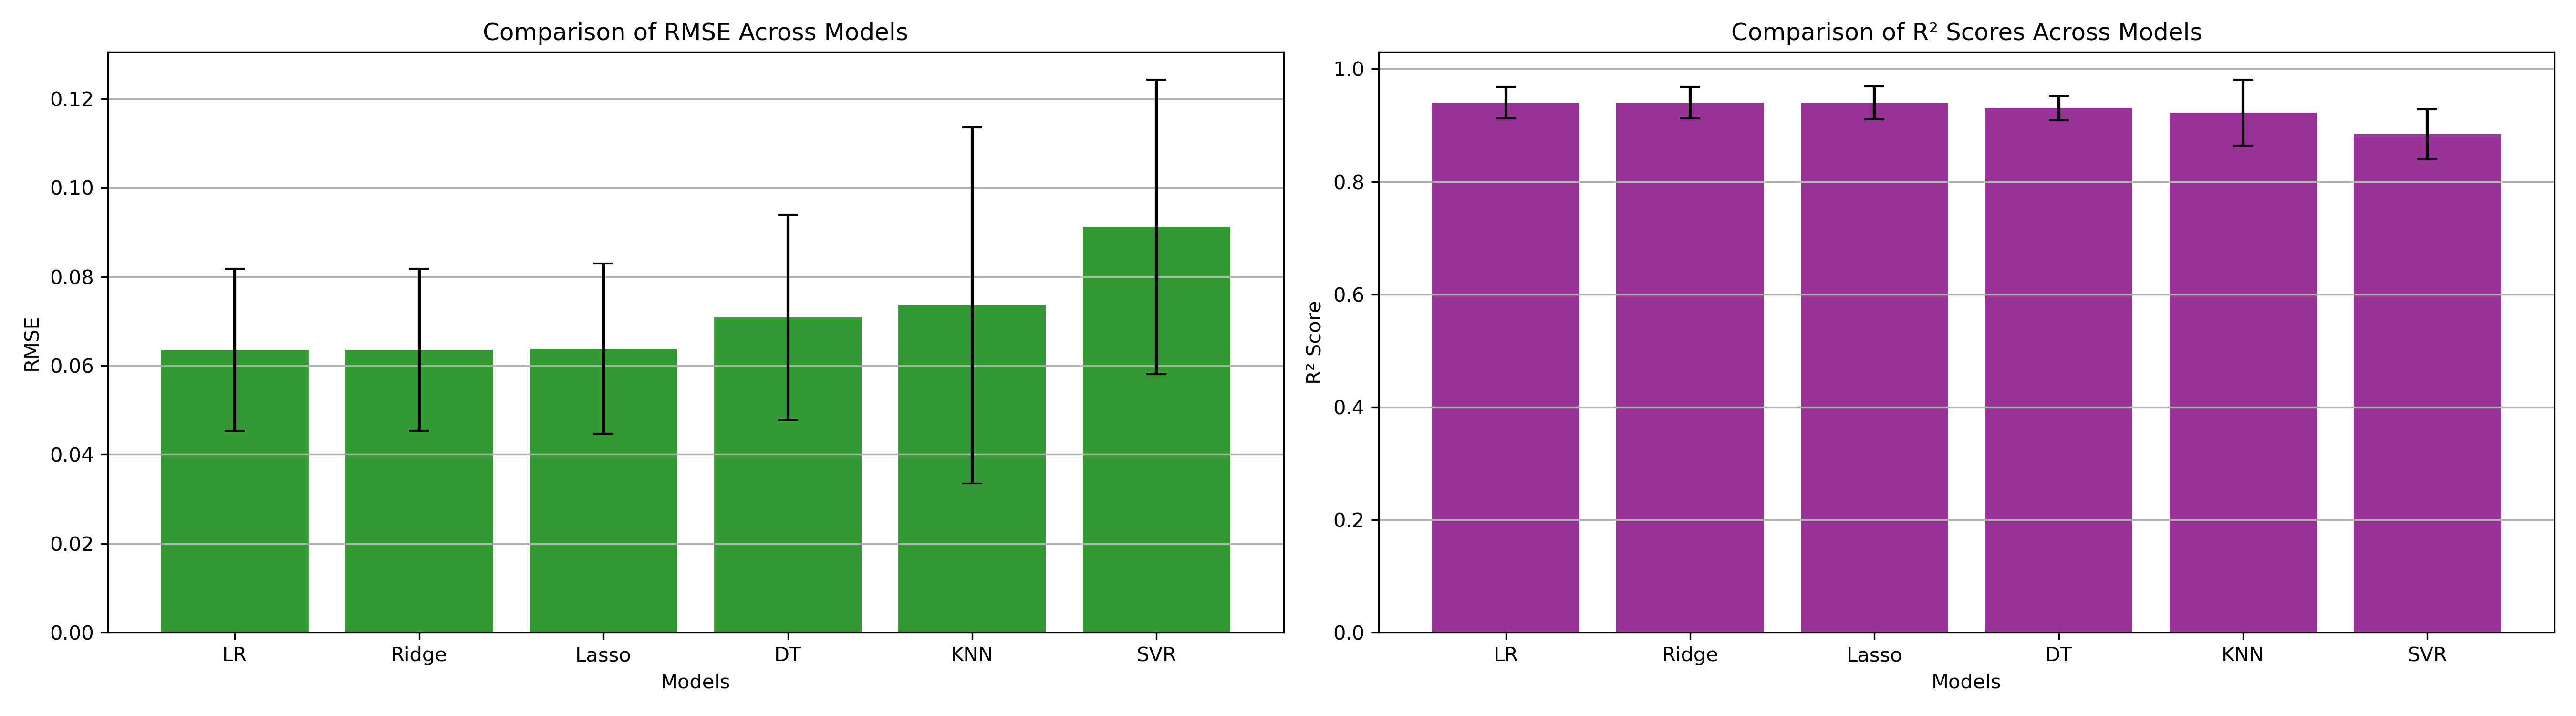 Comparison of RMSE Across Models
RMSE
0.12
0.10
0.08
0.06
0.04
0.02
0.00
LR Ridge Lasso DT KNN SVR
Models
Comparison of R² Scores Across Models
R² Score
1.0
0.8
0.6
0.4
0.2
0.0
LR Ridge Lasso DT KNN SVR
Models